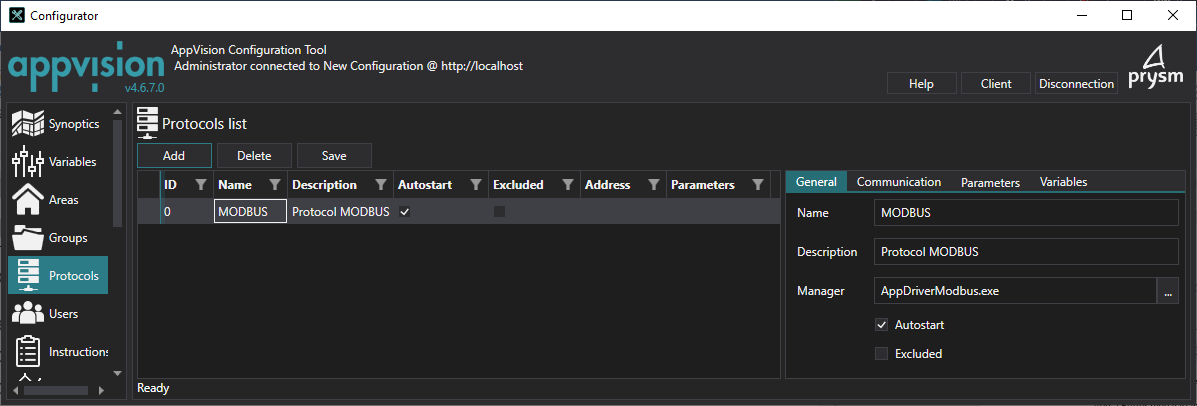 Configurator
appvision
v4.6.7.0
AppVision Configuration Tool
Administrator connected to New Configuration @ http://localhost
Help Client Disconnection
prysm
Synoptics
Variables
Areas
Groups
Protocols
Users
Instructions
Protocols list
Add Delete Save
ID Name Description Autostart Excluded Address Parameters
0 MODBUS Protocol MODBUS
General Communication Parameters Variables
Name MODBUS
Description Protocol MODBUS
Manager AppDriverModbus.exe ...
Autostart
Excluded
Ready